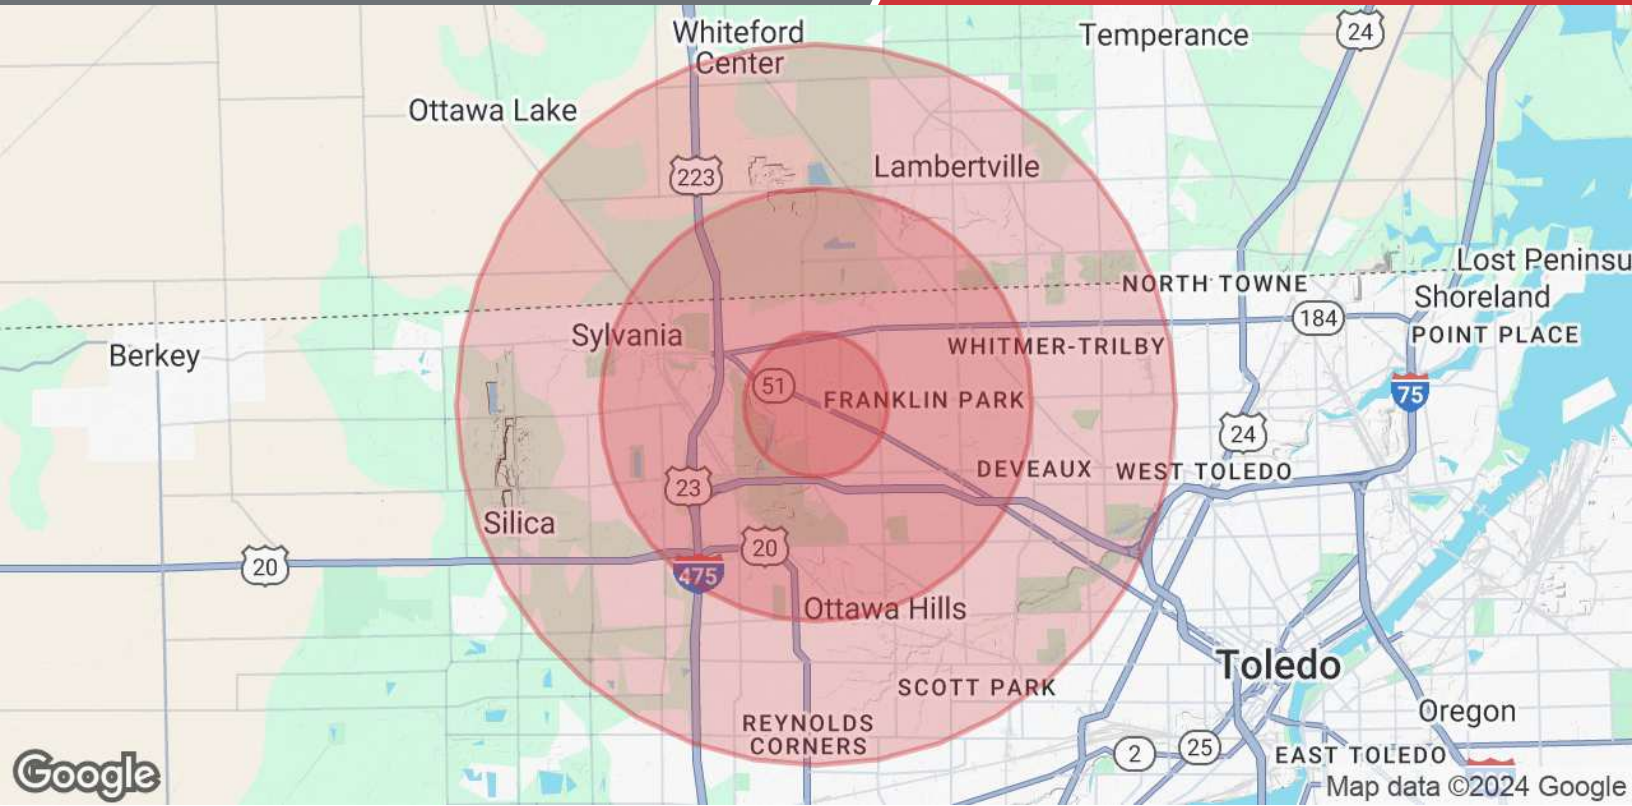 Whiteford
Center
Temperance
24
Ottawa Lake
Lambertville
223
Lost Peninsu
NORTH TOWNE
Shoreland
184
POINT PLACE
Sylvania
WHITMER-TRILBY
Berkey
51
FRANKLIN PARK
75
24
DEVEAUX
WEST TOLEDO
23
Silica
20
20
475
Ottawa Hills
Toledo
SCOTT PARK
REYNOLDS
CORNERS
Oregon
2
25
EAST TOLEDO
Google
Map data ©2024 Google